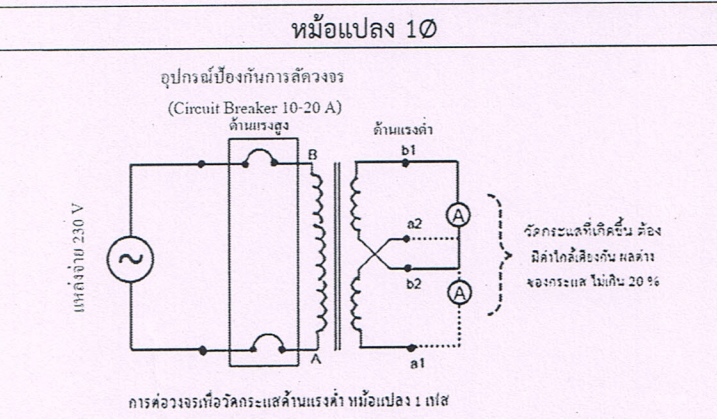 หม้อแปลง 1Ø
อุปกรณ์ป้องกันการลัดวงจร
(Circuit Breaker 10-20 A)
ด้านแรงสูง
ด้านแรงต่ำ
B
b1
A
a2
แหล่งจ่าย 230 V
~
วัดกระแสที่เกิดขึ้น ต้อง
มีค่าใกล้เคียงกัน ผลต่าง
ของกระแส ไม่เกิน 20 %
b2
A
A
a1
การต่อวงจรเพื่อวัดกระแสด้านแรงต่ำ หม้อแปลง 1 เฟส